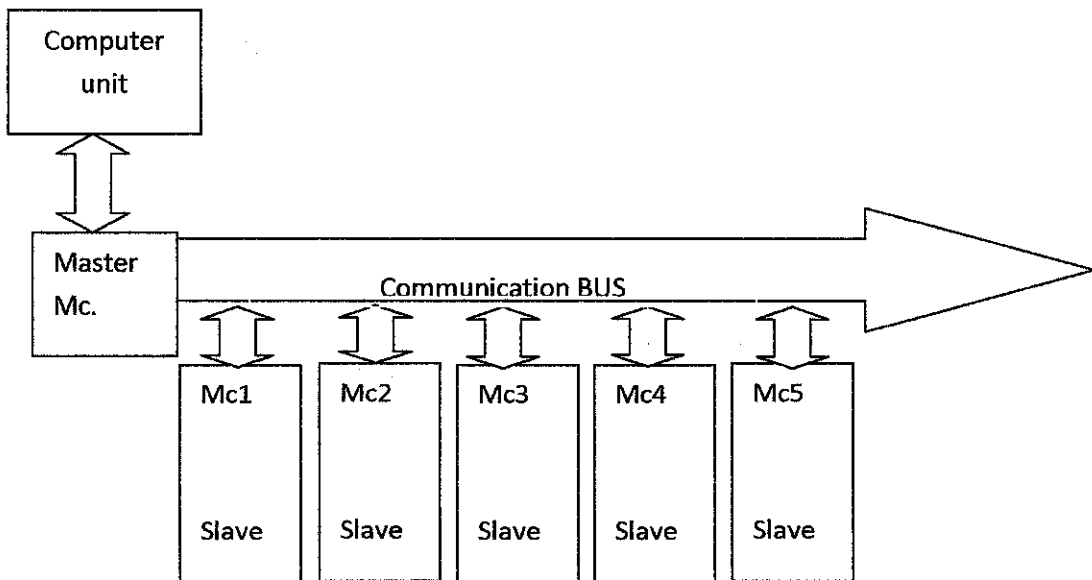 Computer
unit
Master
Mc.
Communication BUS
Mc1
Slave
Mc2
Slave
Mc3
Slave
Mc4
Slave
Mc5
Slave